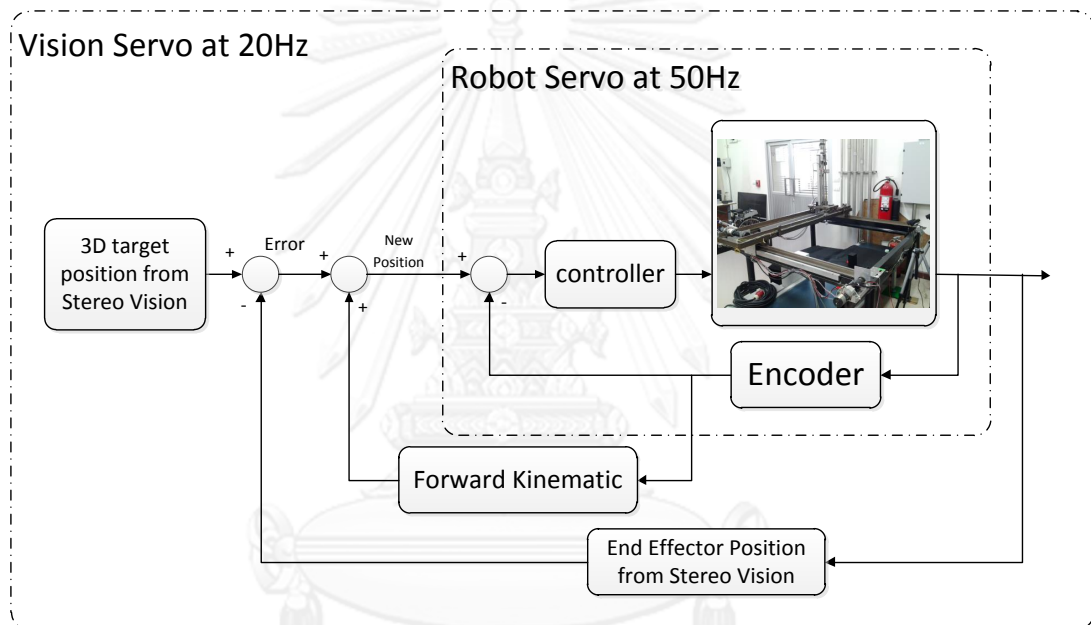 Vision Servo at 20Hz
Robot Servo at 50Hz
3D target
position from
Stereo Vision
+
Error
-
+
New
Position
+
+
-
controller
Encoder
Forward Kinematic
End Effector Position
from Stereo Vision